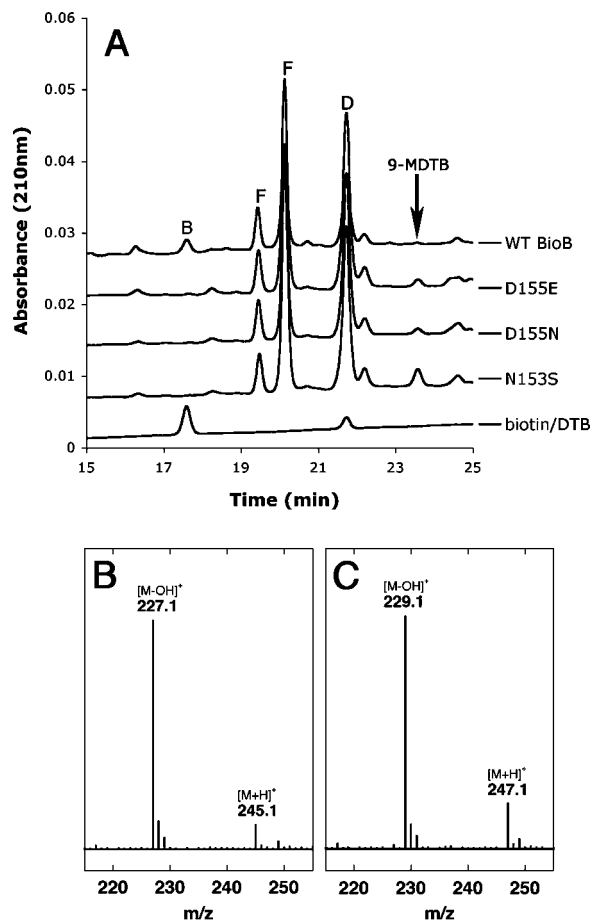 A
Absorbance (210nm)
0.06
0.05
0.04
0.03
0.02
0.01
0
B
F
F
D
9-MDTB
WT BioB
D155E
D155N
N153S
biotin/DTB
15 17 19 21 23 25
Time (min)
B
[M-OH]+
227.1
[M+H]+
245.1
220 230 240 250
m/z
C
[M-OH]+
229.1
[M+H]+
247.1
220 230 240 250
m/z